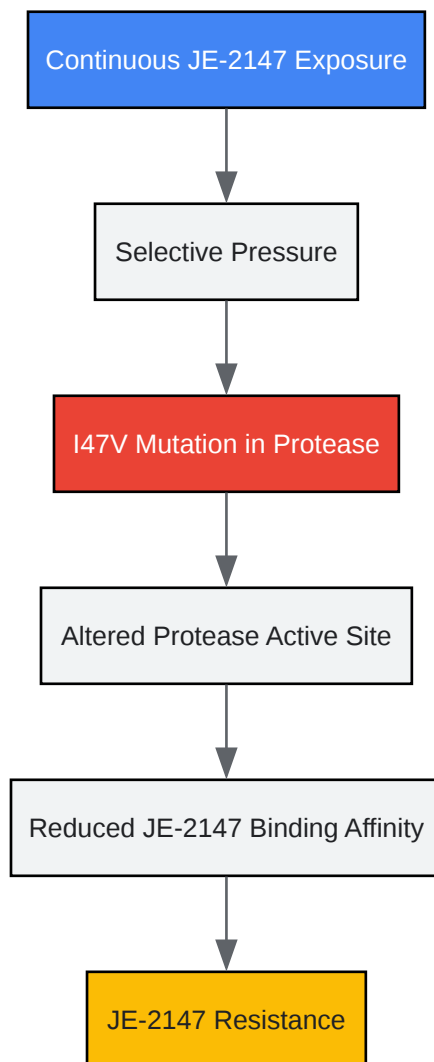 Continuous JE-2147 Exposure
Selective Pressure
I47V Mutation in Protease
Altered Protease Active Site
Reduced JE-2147 Binding Affinity
JE-2147 Resistance